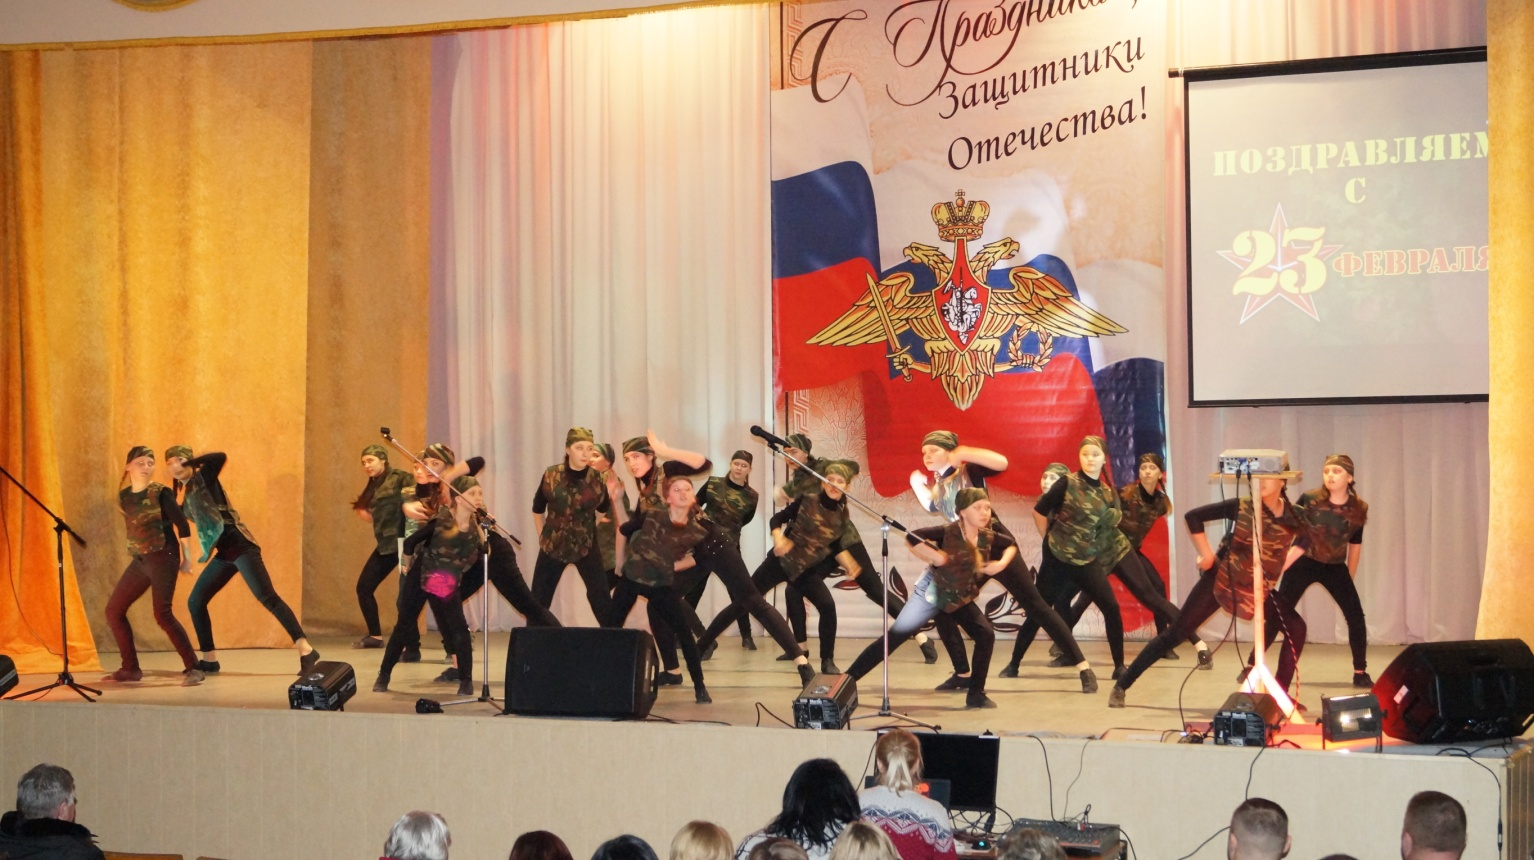 С Праздником,
Защитники
Отечества!
ПОЗДРАВЛЯЕМ
С
23 ФЕВРАЛЯ